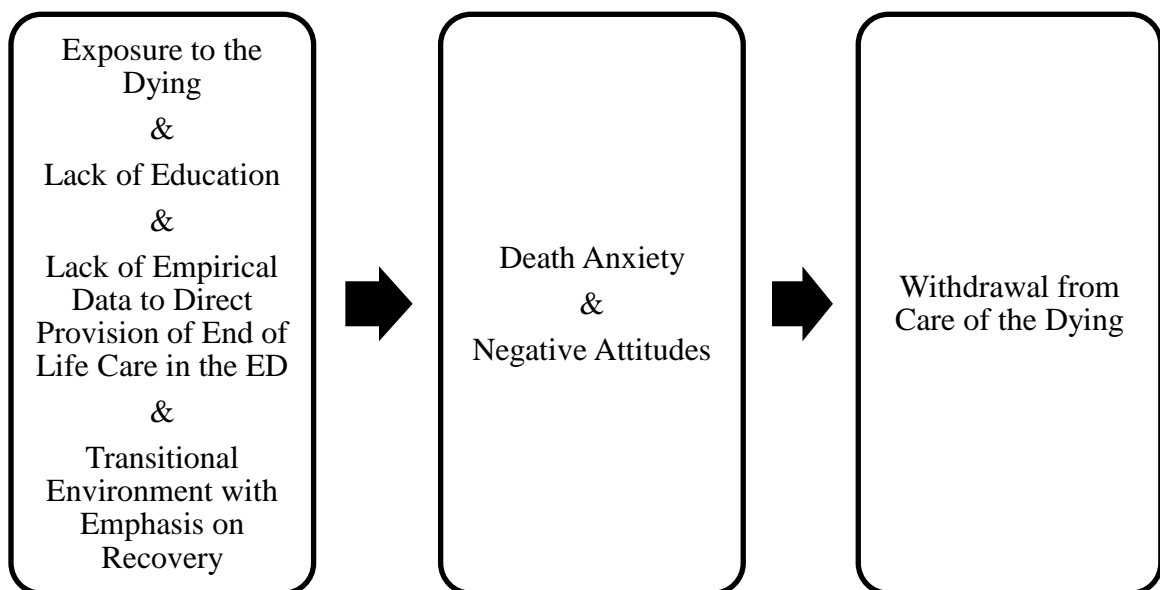 Exposure to the
Dying
&
Lack of Education
&
Lack of Empirical
Data to Direct
Provision of End of
Life Care in the ED
&
Transitional
Environment with
Emphasis on
Recovery
Death Anxiety
&
Negative Attitudes
Withdrawal from
Care of the Dying